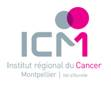 ICM
Institut régional du Cancer
Montpellier | Val d'Aurelle